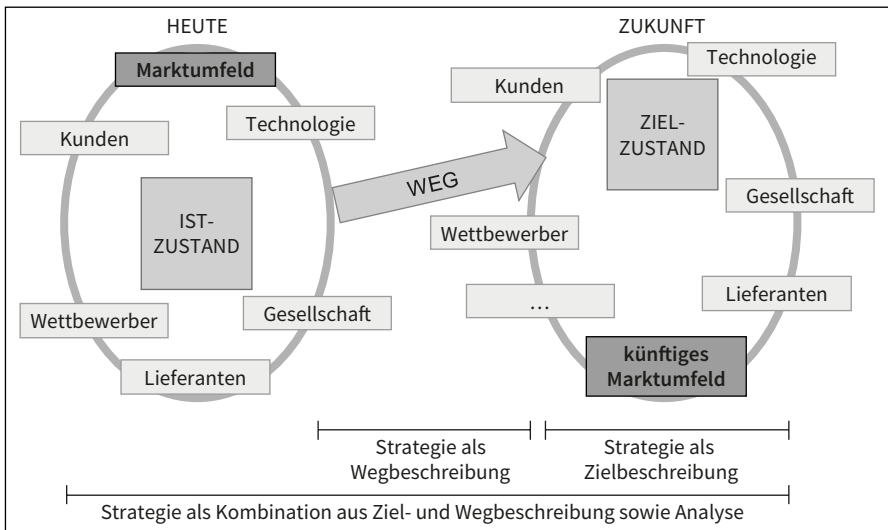 HEUTE
Marktumfeld
Kunden
Technologie
IST-
ZUSTAND
Wettbewerber
Gesellschaft
Lieferanten
WEG
ZUKUNFT
Technologie
Kunden
ZIEL-
ZUSTAND
Gesellschaft
Wettbewerber
Lieferanten
…
künftiges
Marktumfeld
Strategie als
Wegbeschreibung
Strategie als
Zielbeschreibung
Strategie als Kombination aus Ziel- und Wegbeschreibung sowie Analyse